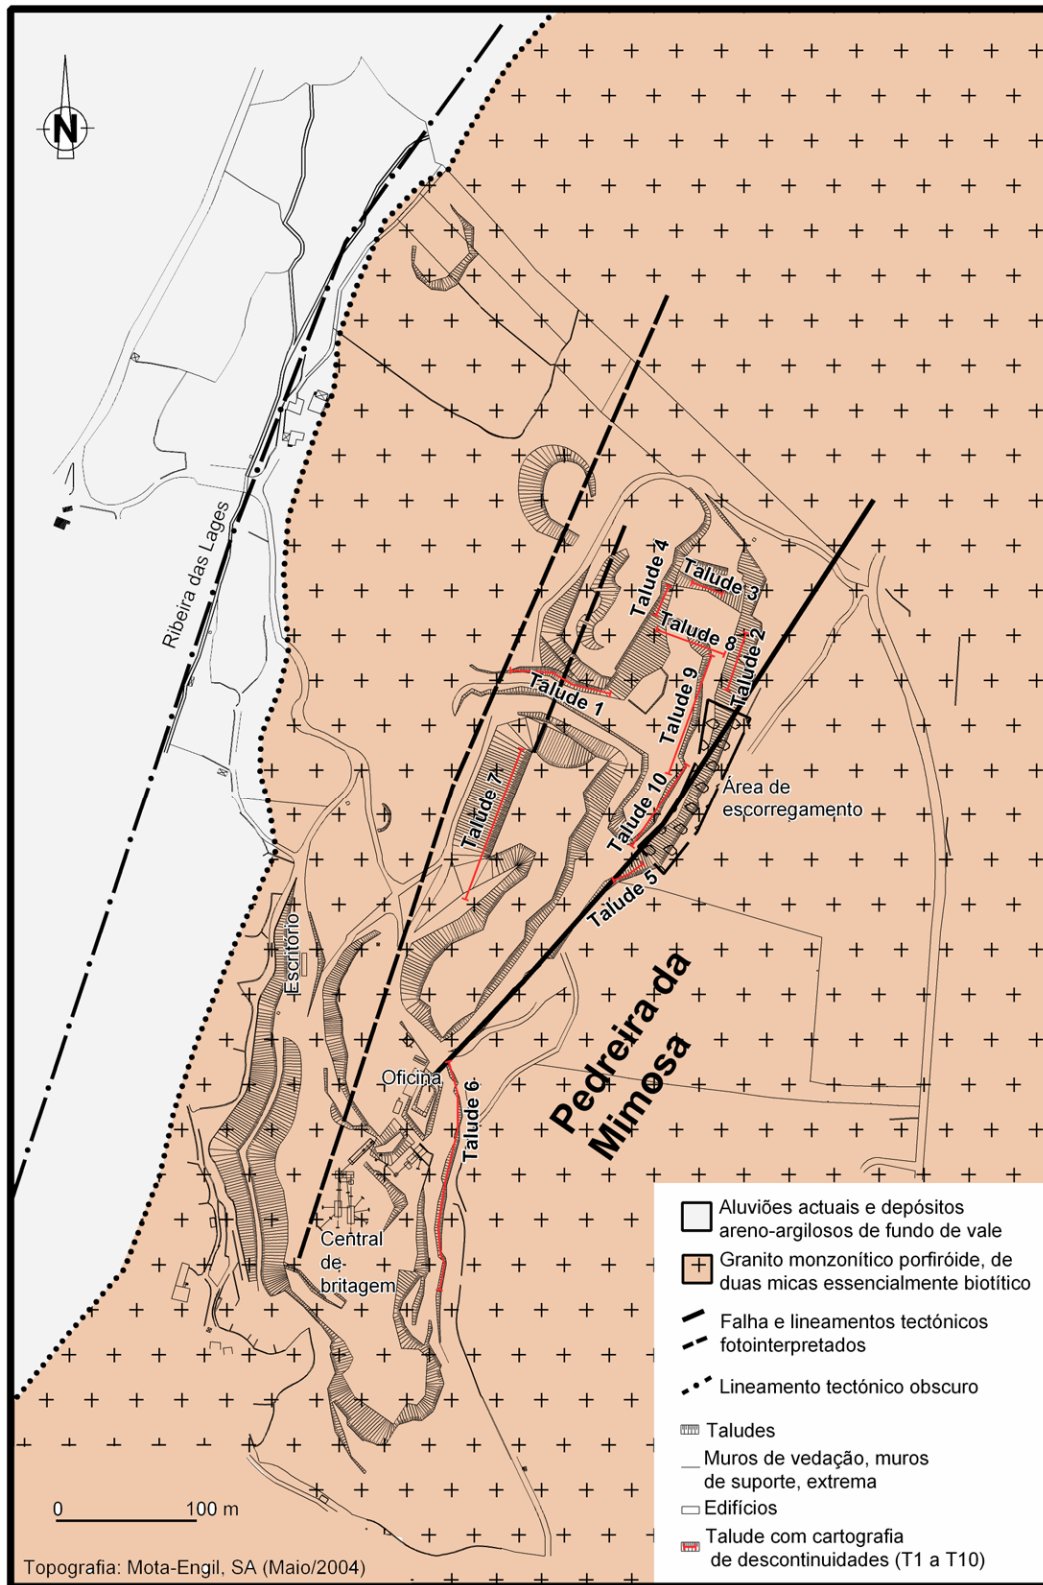 N
Ribeira das Lages
Talude 4
Talude 3
Talude 8
Talude 2
Talude 1
Talude 9
Talude 7
Talude 10
Área de
escorregamento
Talude 5
Escritório
Pedreira da
Mimosa
Oficina
Talude 6
Central
de
britagem
0 100 m
Topografia: Mota-Engil, SA (Maio/2004)
Aluviões actuais e depósitos
areno-argilosos de fundo de vale
Granito monzonítico porfiróide, de
duas micas essencialmente biotítico
Falha e lineamentos tectónicos
fotointerpretados
Lineamento tectónico obscuro
Taludes
Muros de vedação, muros
de suporte, extrema
Edifícios
Talude com cartografia
de descontinuidades (T1 a T10)